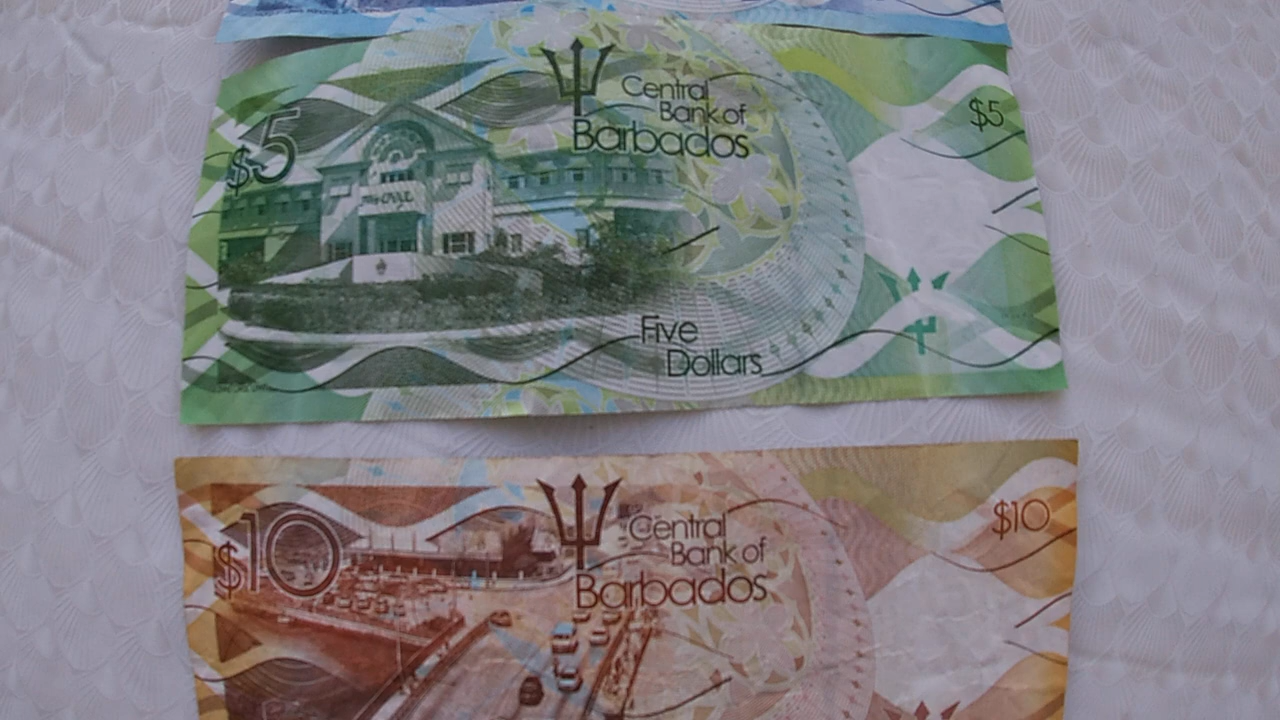 Central
Bank of
Barbados
$5
$5
Five
Dollars
Central
Bank of
Barbados
$10
$10